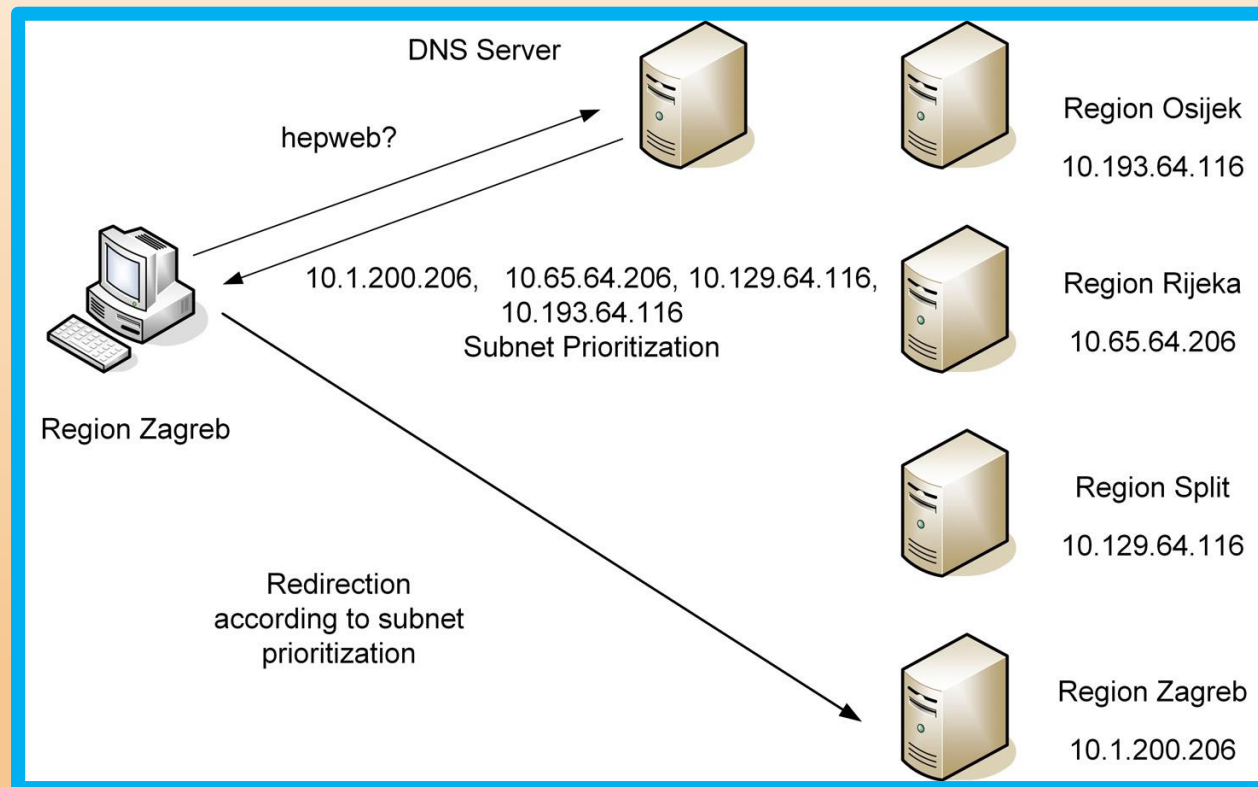 DNS Server
hepweb?
10.1.200.206, 10.65.64.206, 10.129.64.116,
10.193.64.116
Subnet Prioritization
Region Zagreb
Redirection
according to subnet
prioritization
Region Osijek
10.193.64.116
Region Rijeka
10.65.64.206
Region Split
10.129.64.116
Region Zagreb
10.1.200.206